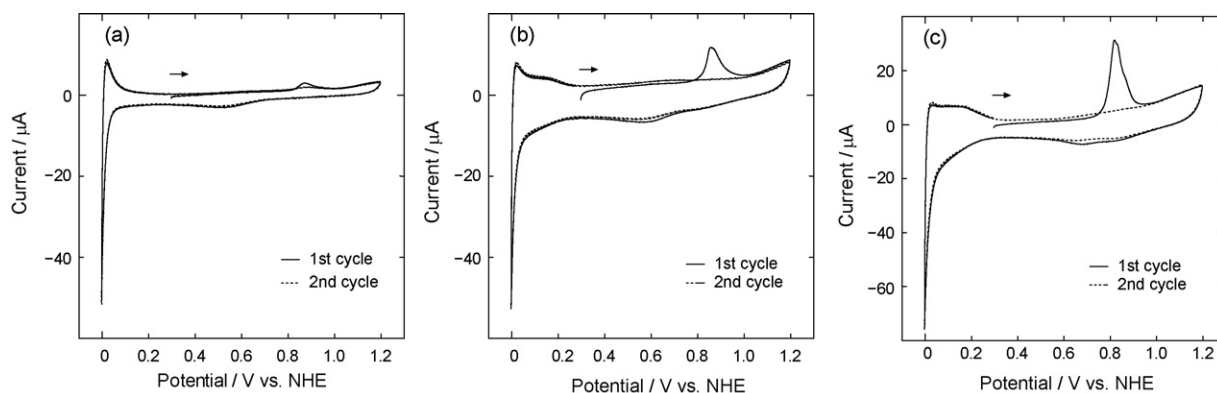 (a)
Current / μA
0
−20
−40
1st cycle
2nd cycle
0 0.2 0.4 0.6 0.8 1.0 1.2
Potential / V vs. NHE
(b)
Current / μA
0
−20
−40
1st cycle
2nd cycle
0 0.2 0.4 0.6 0.8 1.0 1.2
Potential / V vs. NHE
(c)
Current / μA
20
0
−20
−40
−60
1st cycle
2nd cycle
0 0.2 0.4 0.6 0.8 1.0 1.2
Potential / V vs. NHE